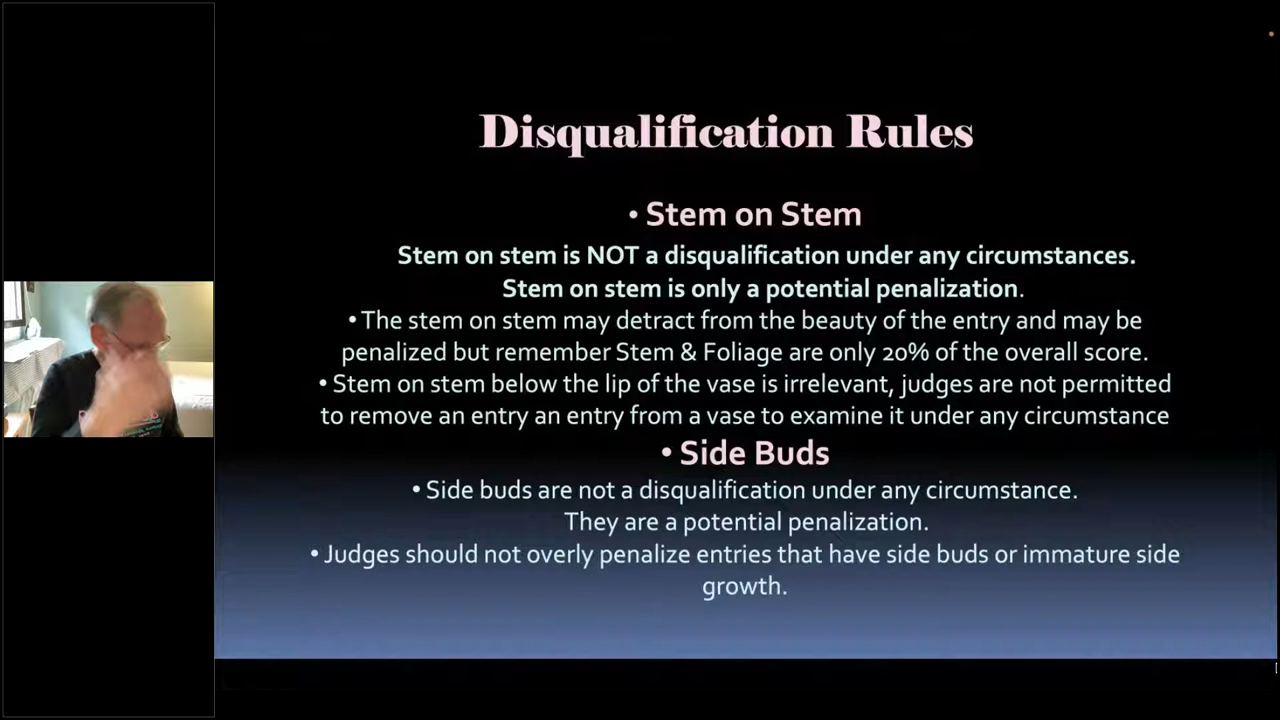 Disqualification Rules
• Stem on Stem
Stem on stem is NOT a disqualification under any circumstances.
Stem on stem is only a potential penalization.
• The stem on stem may detract from the beauty of the entry and may be
penalized but remember Stem & Foliage are only 20% of the overall score.
• Stem on stem below the lip of the vase is irrelevant, judges are not permitted
to remove an entry an entry from a vase to examine it under any circumstance
• Side Buds
• Side buds are not a disqualification under any circumstance.
They are a potential penalization.
• Judges should not overly penalize entries that have side buds or immature side
growth.